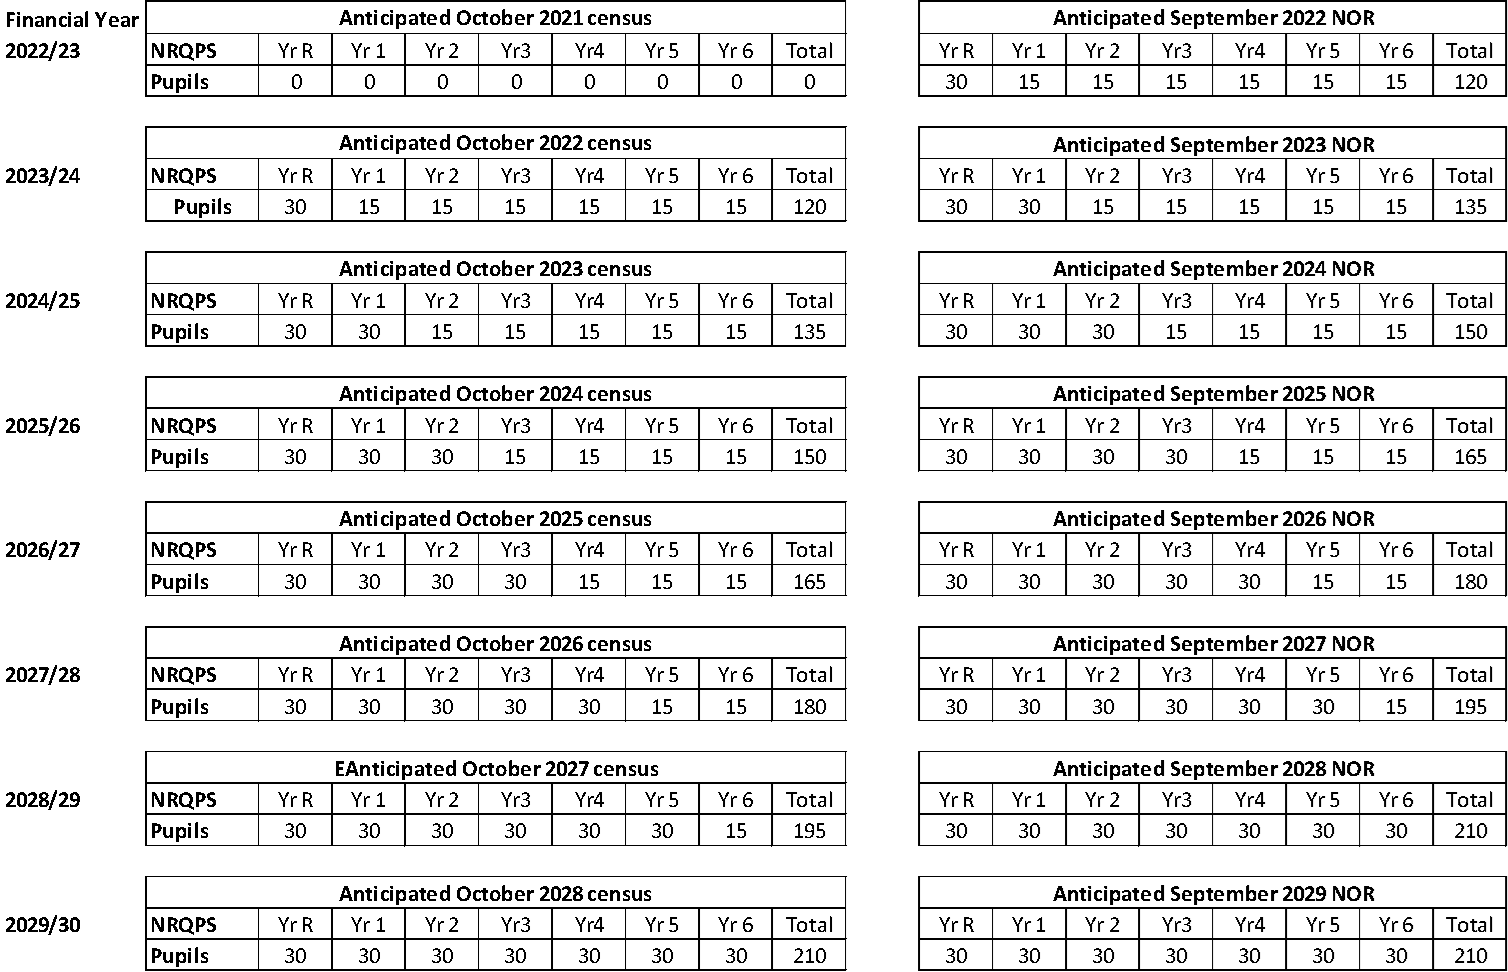 Financial Year Anticipated October 2021 census Anticipated September 2022 NOR
2022/23 NRQPS Yr R Yr 1 Yr 2 Yr3 Yr4 Yr 5 Yr 6 Total Yr R Yr 1 Yr 2 Yr3 Yr4 Yr 5 Yr 6 Total
Pupils 0 0 0 0 0 0 0 0 30 15 15 15 15 15 15 120
Anticipated October 2022 census Anticipated September 2023 NOR
2023/24 NRQPS Yr R Yr 1 Yr 2 Yr3 Yr4 Yr 5 Yr 6 Total Yr R Yr 1 Yr 2 Yr3 Yr4 Yr 5 Yr 6 Total
Pupils 30 15 15 15 15 15 15 120 30 30 15 15 15 15 15 135
Anticipated October 2023 census Anticipated September 2024 NOR
2024/25 NRQPS Yr R Yr 1 Yr 2 Yr3 Yr4 Yr 5 Yr 6 Total Yr R Yr 1 Yr 2 Yr3 Yr4 Yr 5 Yr 6 Total
Pupils 30 30 15 15 15 15 15 135 30 30 30 15 15 15 15 150
Anticipated October 2024 census Anticipated September 2025 NOR
2025/26 NRQPS Yr R Yr 1 Yr 2 Yr3 Yr4 Yr 5 Yr 6 Total Yr R Yr 1 Yr 2 Yr3 Yr4 Yr 5 Yr 6 Total
Pupils 30 30 30 15 15 15 15 150 30 30 30 30 15 15 15 165
Anticipated October 2025 census Anticipated September 2026 NOR
2026/27 NRQPS Yr R Yr 1 Yr 2 Yr3 Yr4 Yr 5 Yr 6 Total Yr R Yr 1 Yr 2 Yr3 Yr4 Yr 5 Yr 6 Total
Pupils 30 30 30 30 15 15 15 165 30 30 30 30 30 15 15 180
Anticipated October 2026 census Anticipated September 2027 NOR
2027/28 NRQPS Yr R Yr 1 Yr 2 Yr3 Yr4 Yr 5 Yr 6 Total Yr R Yr 1 Yr 2 Yr3 Yr4 Yr 5 Yr 6 Total
Pupils 30 30 30 30 30 15 15 180 30 30 30 30 30 30 15 195
EAnticipated October 2027 census Anticipated September 2028 NOR
2028/29 NRQPS Yr R Yr 1 Yr 2 Yr3 Yr4 Yr 5 Yr 6 Total Yr R Yr 1 Yr 2 Yr3 Yr4 Yr 5 Yr 6 Total
Pupils 30 30 30 30 30 30 15 195 30 30 30 30 30 30 30 210
Anticipated October 2028 census Anticipated September 2029 NOR
2029/30 NRQPS Yr R Yr 1 Yr 2 Yr3 Yr4 Yr 5 Yr 6 Total Yr R Yr 1 Yr 2 Yr3 Yr4 Yr 5 Yr 6 Total
Pupils 30 30 30 30 30 30 30 210 30 30 30 30 30 30 30 210